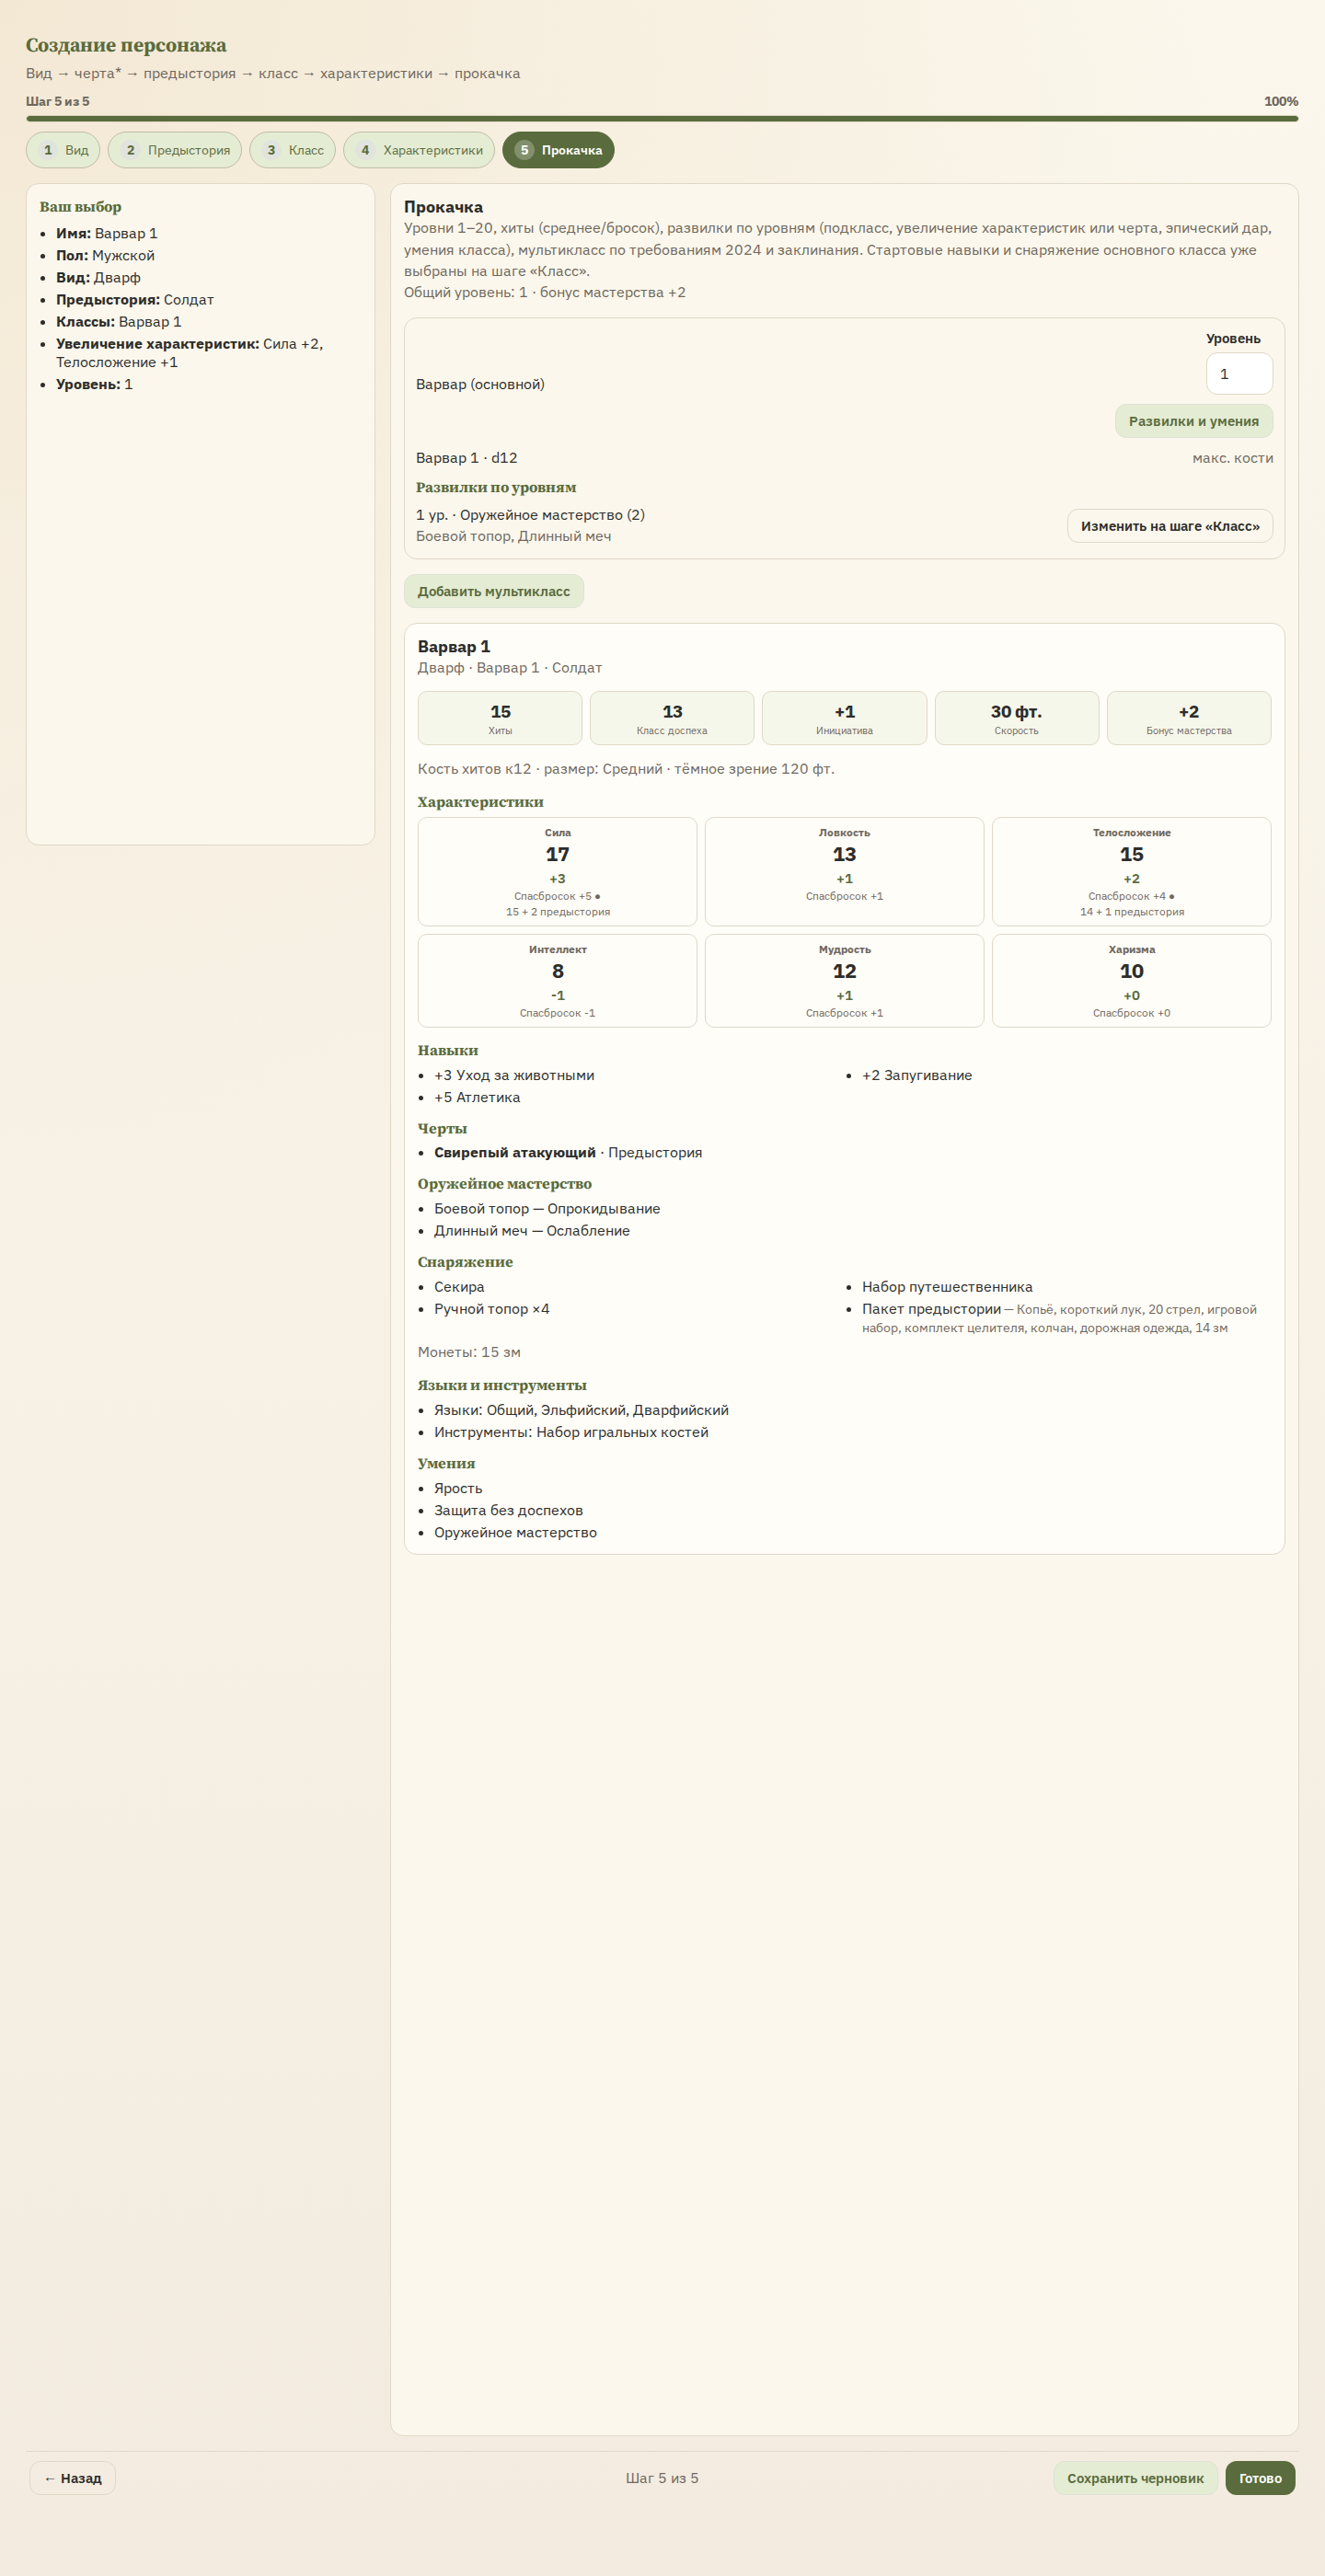 Создание персонажа
Вид → черта* → предыстория → класс → характеристики → прокачка
Шаг 5 из 5
100%
1 Вид
2 Предыстория
3 Класс
4 Характеристики
5 Прокачка
Ваш выбор
Имя: Варвар 1
Пол: Мужской
Вид: Дварф
Предыстория: Солдат
Классы: Варвар 1
Увеличение характеристик: Сила +2,
Телосложение +1
Уровень: 1
Прокачка
Уровни 1–20, хиты (среднее/бросок), развилки по уровням (подкласс, увеличение характеристик или черта, эпический дар,
умения класса), мультикласс по требованиям 2024 и заклинания. Стартовые навыки и снаряжение основного класса уже
выбраны на шаге «Класс».
Общий уровень: 1 · бонус мастерства +2
Уровень
Варвар (основной)
1
Развилки и умения
Варвар 1 · d12
макс. кости
Развилки по уровням
1 ур. · Оружейное мастерство (2)
Боевой топор, Длинный меч
Изменить на шаге «Класс»
Добавить мультикласс
Варвар 1
Дварф · Варвар 1 · Солдат
15
Хиты
13
Класс доспеха
+1
Инициатива
30 фт.
Скорость
+2
Бонус мастерства
Кость хитов к12 · размер: Средний · тёмное зрение 120 фт.
Характеристики
Сила
17
+3
Спасбросок +5 ●
15 + 2 предыстория
Ловкость
13
+1
Спасбросок +1
Телосложение
15
+2
Спасбросок +4 ●
14 + 1 предыстория
Интеллект
8
-1
Спасбросок -1
Мудрость
12
+1
Спасбросок +1
Харизма
10
+0
Спасбросок +0
Навыки
+3 Уход за животными
+5 Атлетика
+2 Запугивание
Черты
Свирепый атакующий · Предыстория
Оружейное мастерство
Боевой топор — Опрокидывание
Длинный меч — Ослабление
Снаряжение
Секира
Ручной топор ×4
Набор путешественника
Пакет предыстории — Копьё, короткий лук, 20 стрел, игровой
набор, комплект целителя, колчан, дорожная одежда, 14 зм
Монеты: 15 зм
Языки и инструменты
Языки: Общий, Эльфийский, Дварфийский
Инструменты: Набор игральных костей
Умения
Ярость
Защита без доспехов
Оружейное мастерство
← Назад
Шаг 5 из 5
Сохранить черновик
Готово